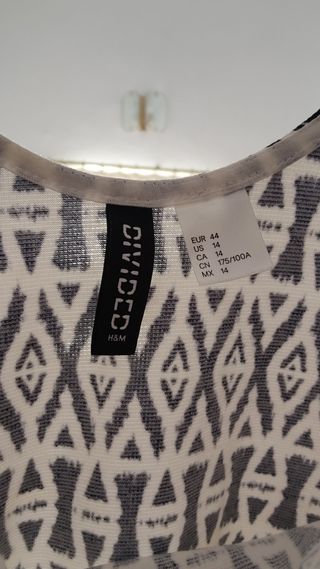 DIVIDED
H&M
EUR 44
US 14
CA 14
CN 175/100A
MX 14